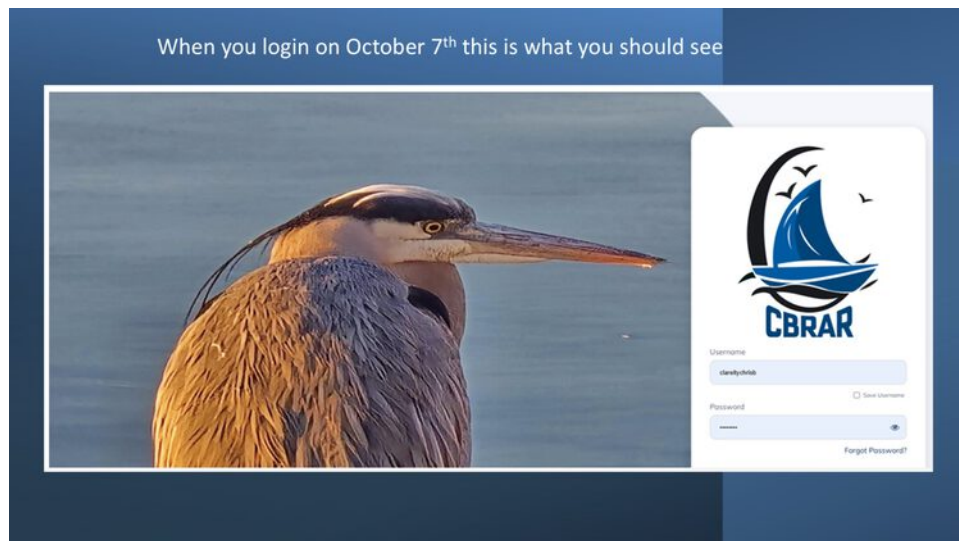 When you login on October 7th this is what you should see
CBRAR
Username
clareitychrisb
Save Username
Password
Forgot Password?